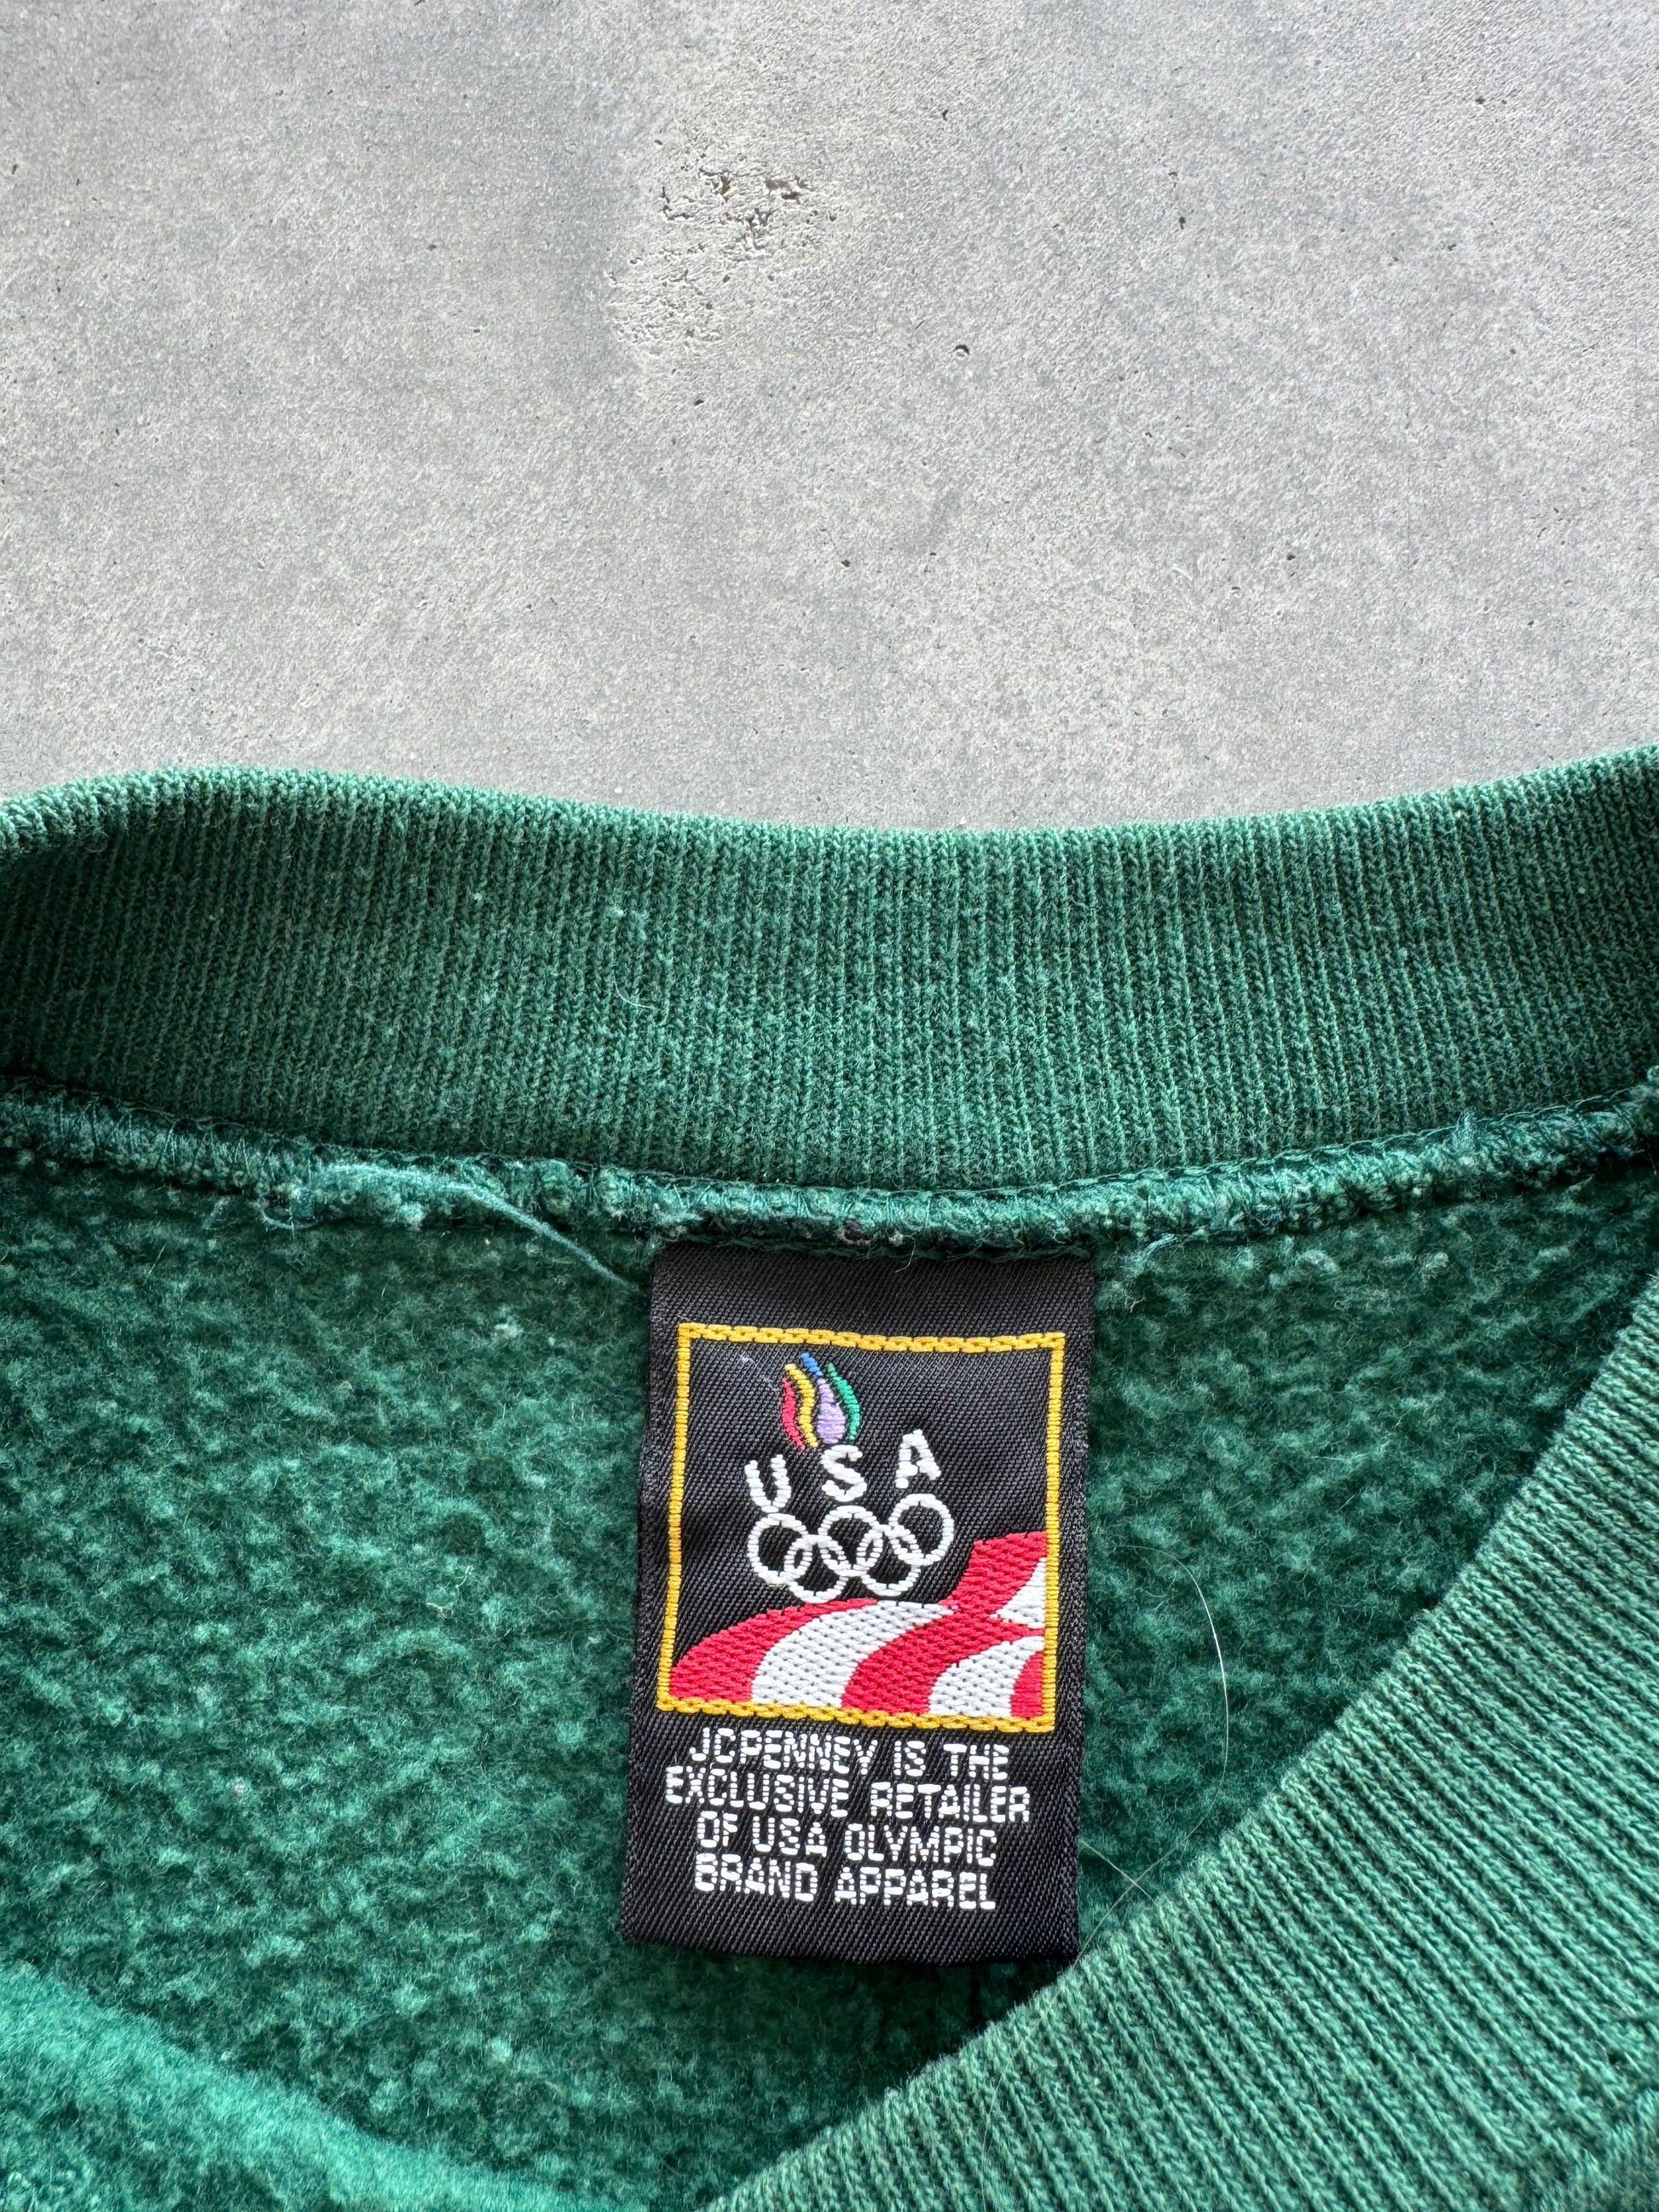 USA
JCPENNEY IS THE
EXCLUSIVE RETAILER
OF USA OLYMPIC
BRAND APPAREL